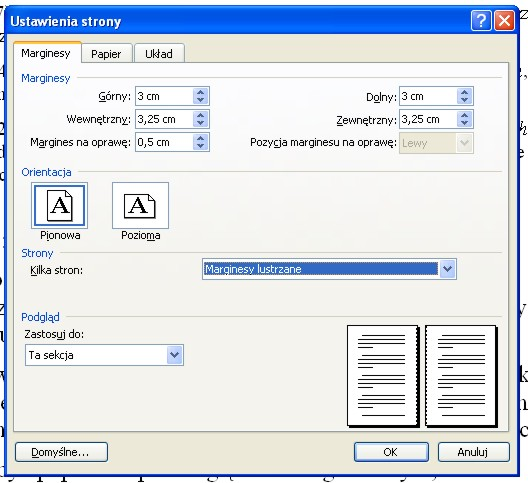 Ustawienia strony
Marginesy Papier Układ
Marginesy
Górny: 3 cm Dolny: 3 cm
Wewnętrzny: 3,25 cm Zewnętrzny: 3,25 cm
Margines na oprawę: 0,5 cm Pozycja marginesu na oprawę: Lewy
Orientacja
A A
Pionowa Pozioma
Strony
Kilka stron: Marginesy lustrzane
Podgląd
Zastosuj do:
Ta sekcja
Domyślne... OK Anuluj